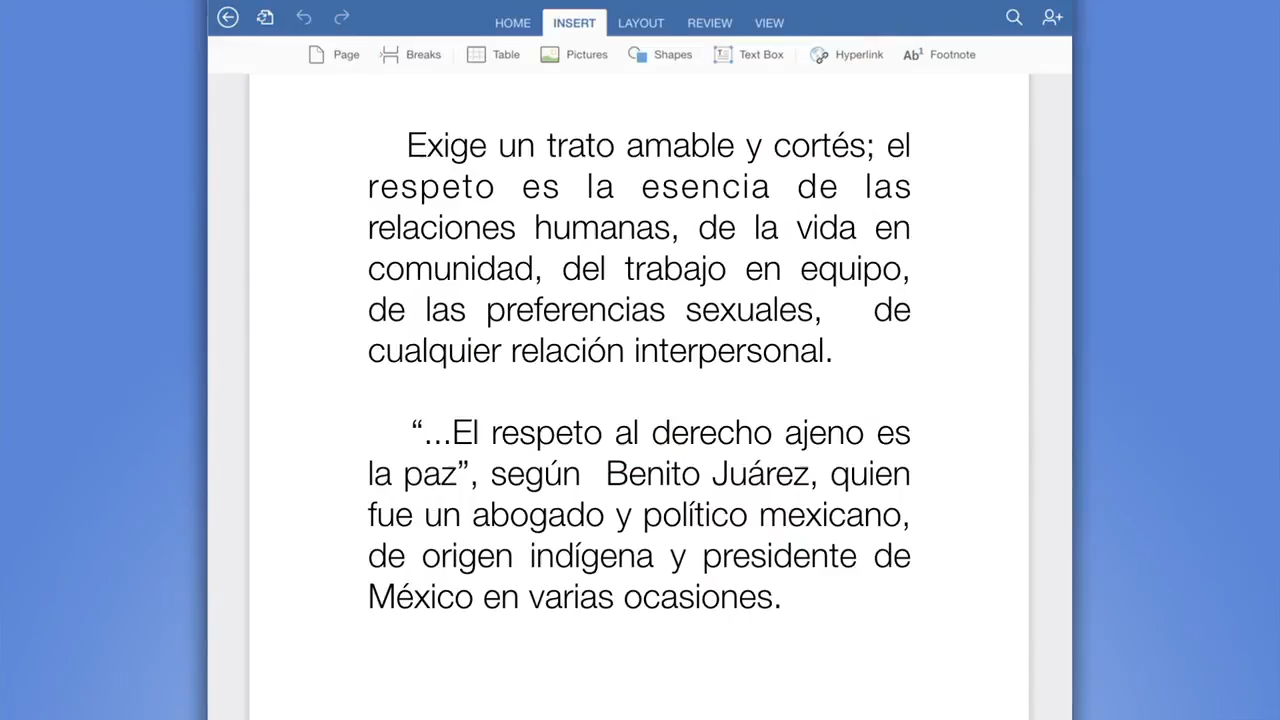 HOME INSERT LAYOUT REVIEW VIEW
Page Breaks Table Pictures Shapes Text Box Hyperlink Ab¹ Footnote
Exige un trato amable y cortés; el
respeto es la esencia de las
relaciones humanas, de la vida en
comunidad, del trabajo en equipo,
de las preferencias sexuales, de
cualquier relación interpersonal.
“...El respeto al derecho ajeno es
la paz”, según Benito Juárez, quien
fue un abogado y político mexicano,
de origen indígena y presidente de
México en varias ocasiones.